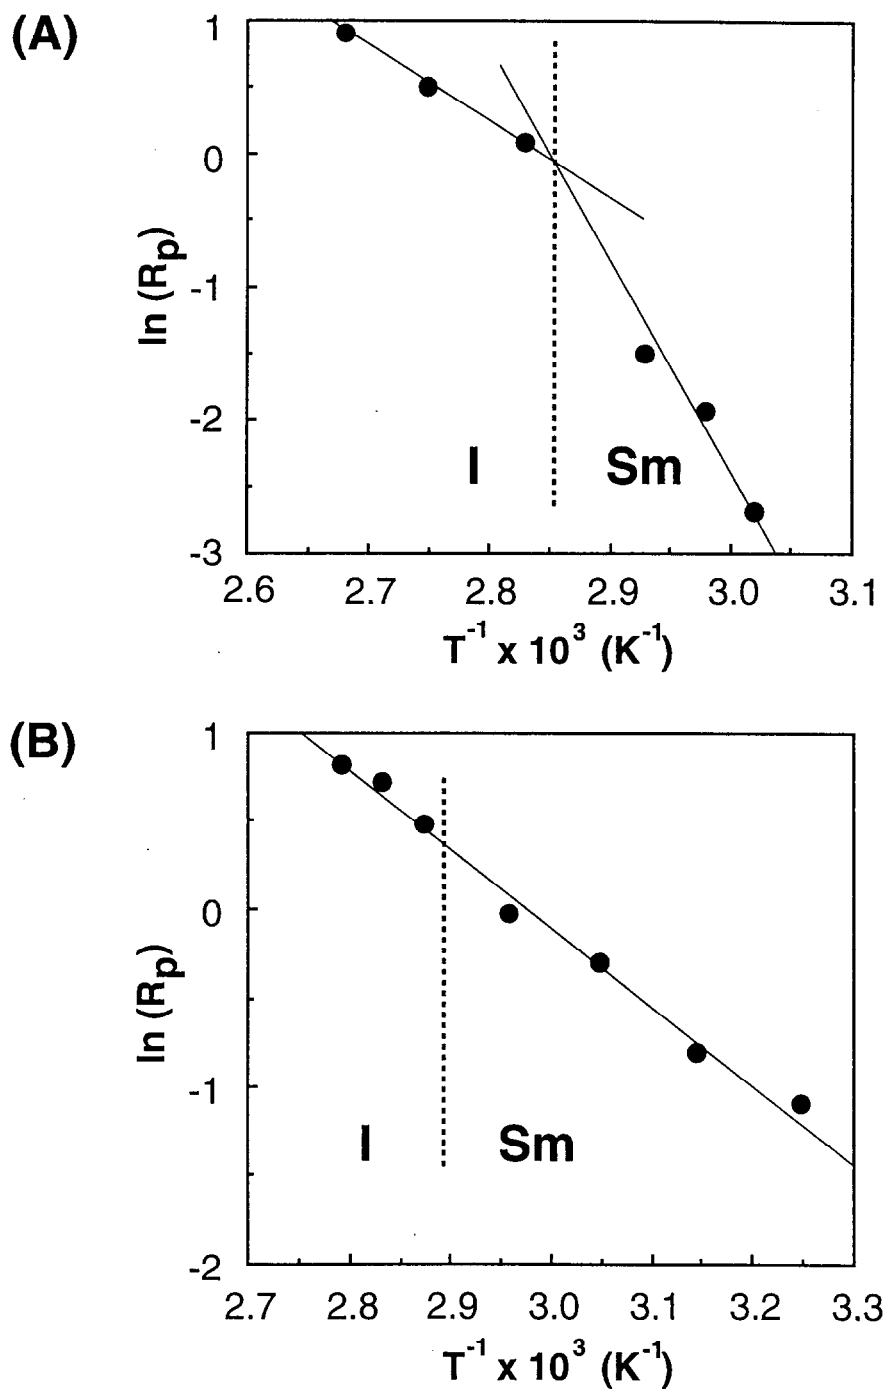 (A)
1
0
-1
-2
-3
ln (Rp)
I
Sm
2.6 2.7 2.8 2.9 3.0 3.1
T⁻¹ x 10³ (K⁻¹)
(B)
1
0
-1
-2
ln (Rp)
I
Sm
2.7 2.8 2.9 3.0 3.1 3.2 3.3
T⁻¹ x 10³ (K⁻¹)